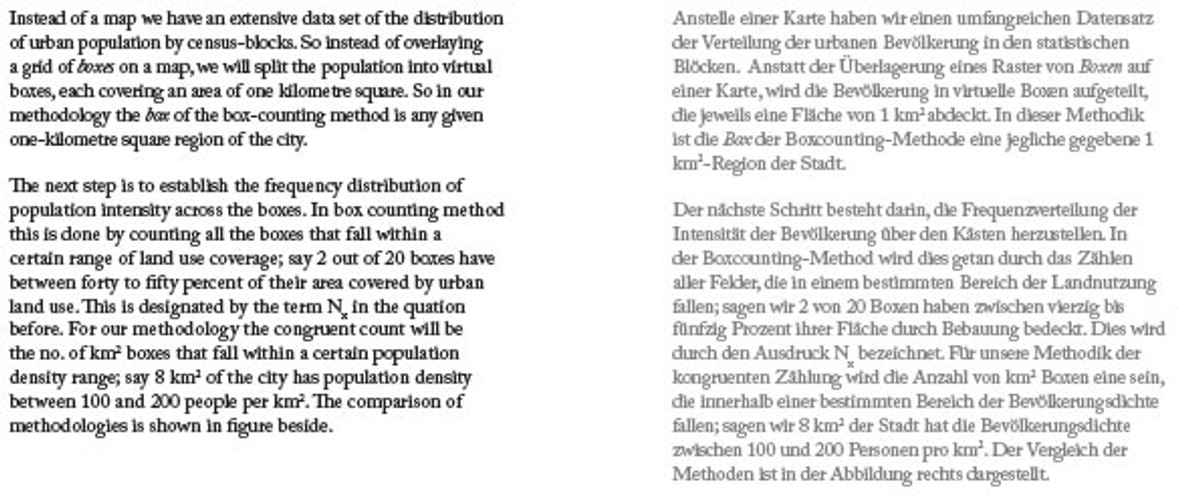 Instead of a map we have an extensive data set of the distribution
of urban population by census-blocks. So instead of overlaying
a grid of boxes on a map, we will split the population into virtual
boxes, each covering an area of one kilometre square. So in our
methodology the box of the box-counting method is any given
one-kilometre square region of the city.
The next step is to establish the frequency distribution of
population intensity across the boxes. In box counting method
this is done by counting all the boxes that fall within a
certain range of land use coverage; say 2 out of 20 boxes have
between forty to fifty percent of their area covered by urban
land use. This is designated by the term Nₓ in the quation
before. For our methodology the congruent count will be
the no. of km² boxes that fall within a certain population
density range; say 8 km² of the city has population density
between 100 and 200 people per km². The comparison of
methodologies is shown in figure beside.
Anstelle einer Karte haben wir einen umfangreichen Datensatz
der Verteilung der urbanen Bevölkerung in den statistischen
Blöcken. Anstatt der Überlagerung eines Raster von Boxen auf
einer Karte, wird die Bevölkerung in virtuelle Boxen aufgeteilt,
die jeweils eine Fläche von 1 km² abdeckt. In dieser Methodik
ist die Box der Boxcounting-Methode eine jegliche gegebene 1
km²-Region der Stadt.
Der nächste Schritt besteht darin, die Frequenzverteilung der
Intensität der Bevölkerung über den Kästen herzustellen. In
der Boxcounting-Method wird dies getan durch das Zählen
aller Felder, die in einem bestimmten Bereich der Landnutzung
fallen; sagen wir 2 von 20 Boxen haben zwischen vierzig bis
fünfzig Prozent ihrer Fläche durch Bebauung bedeckt. Dies wird
durch den Ausdruck Nₓ bezeichnet. Für unsere Methodik der
kongruenten Zählung wird die Anzahl von km² Boxen eine sein,
die innerhalb einer bestimmten Bereich der Bevölkerungsdichte
fallen; sagen wir 8 km² der Stadt hat die Bevölkerungsdichte
zwischen 100 und 200 Personen pro km². Der Vergleich der
Methoden ist in der Abbildung rechts dargestellt.